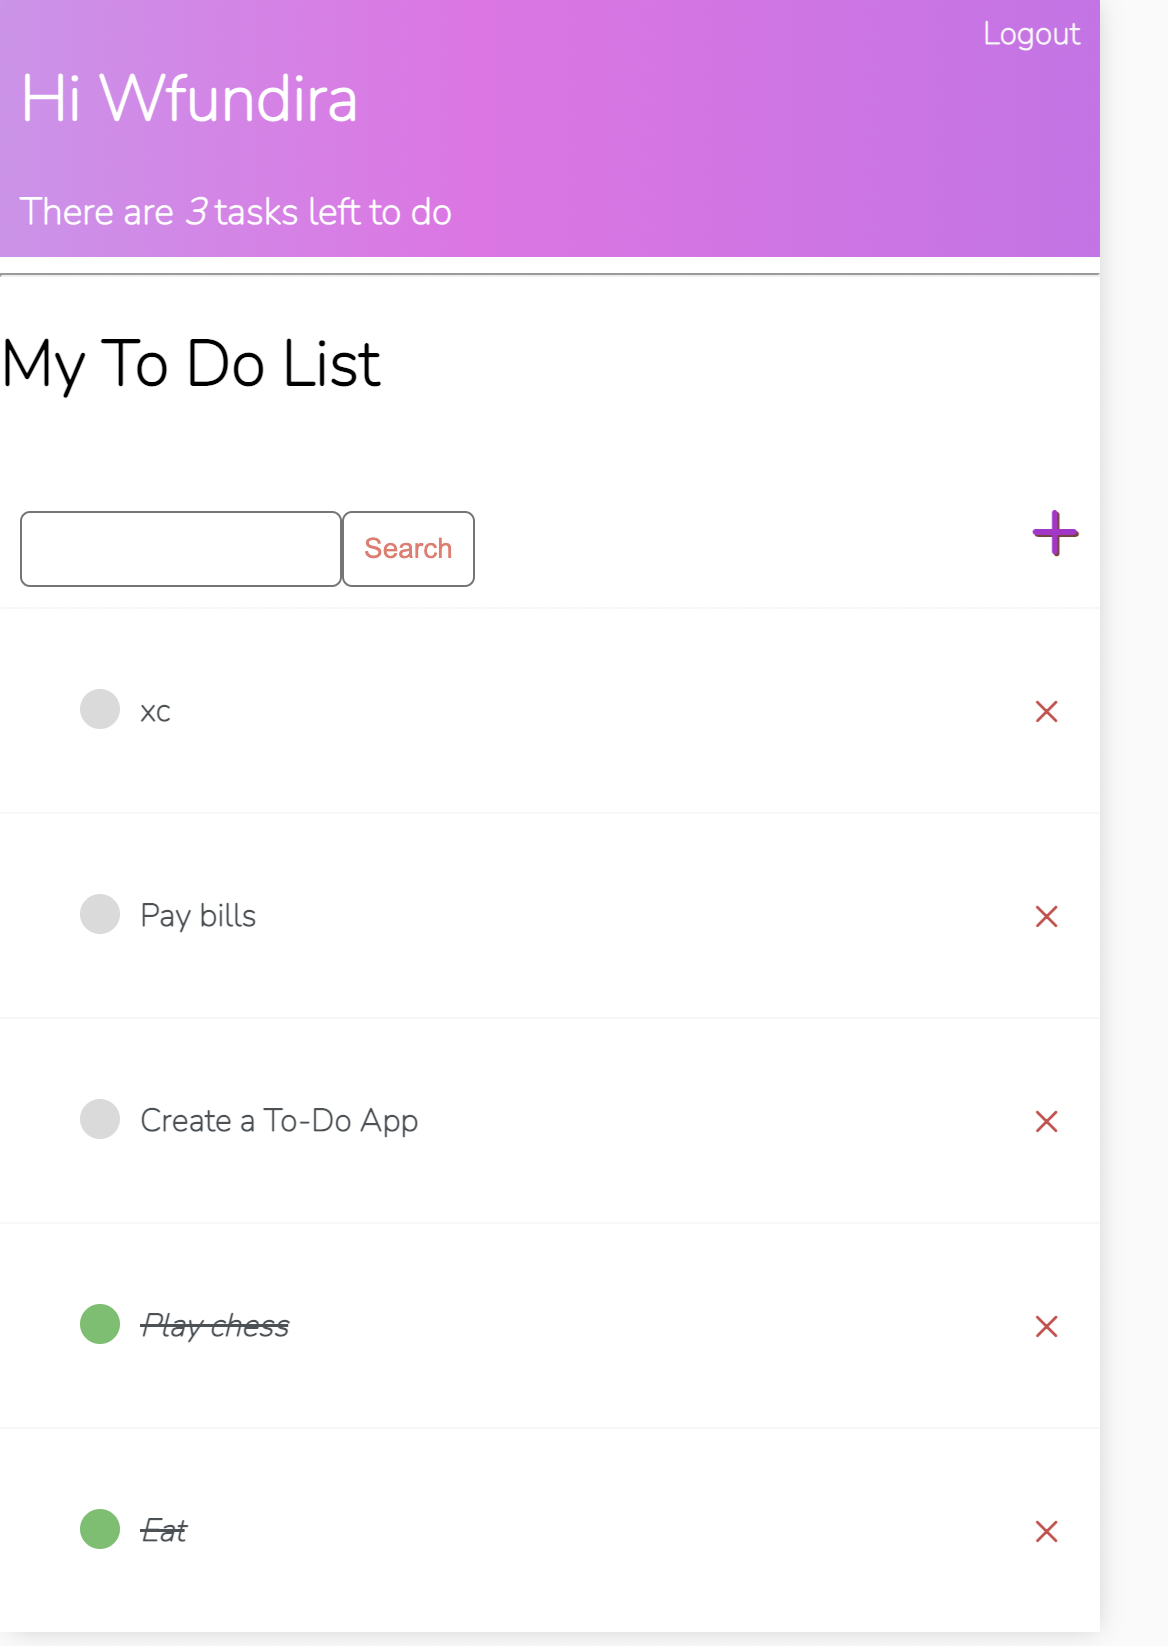 Logout
Hi Wfundira
There are 3 tasks left to do
My To Do List
Search
xc
Pay bills
Create a To-Do App
Play chess
Eat